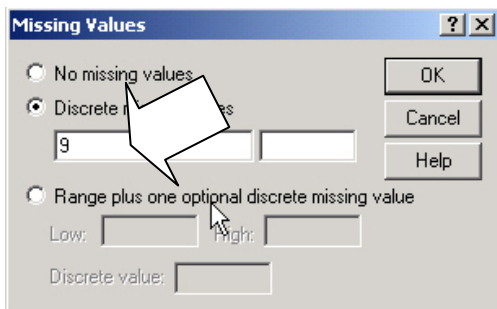 Missing Values
No missing values
OK
Discrete
Cancel
9
Help
Range plus one optional discrete missing value
Low: High:
Discrete value: